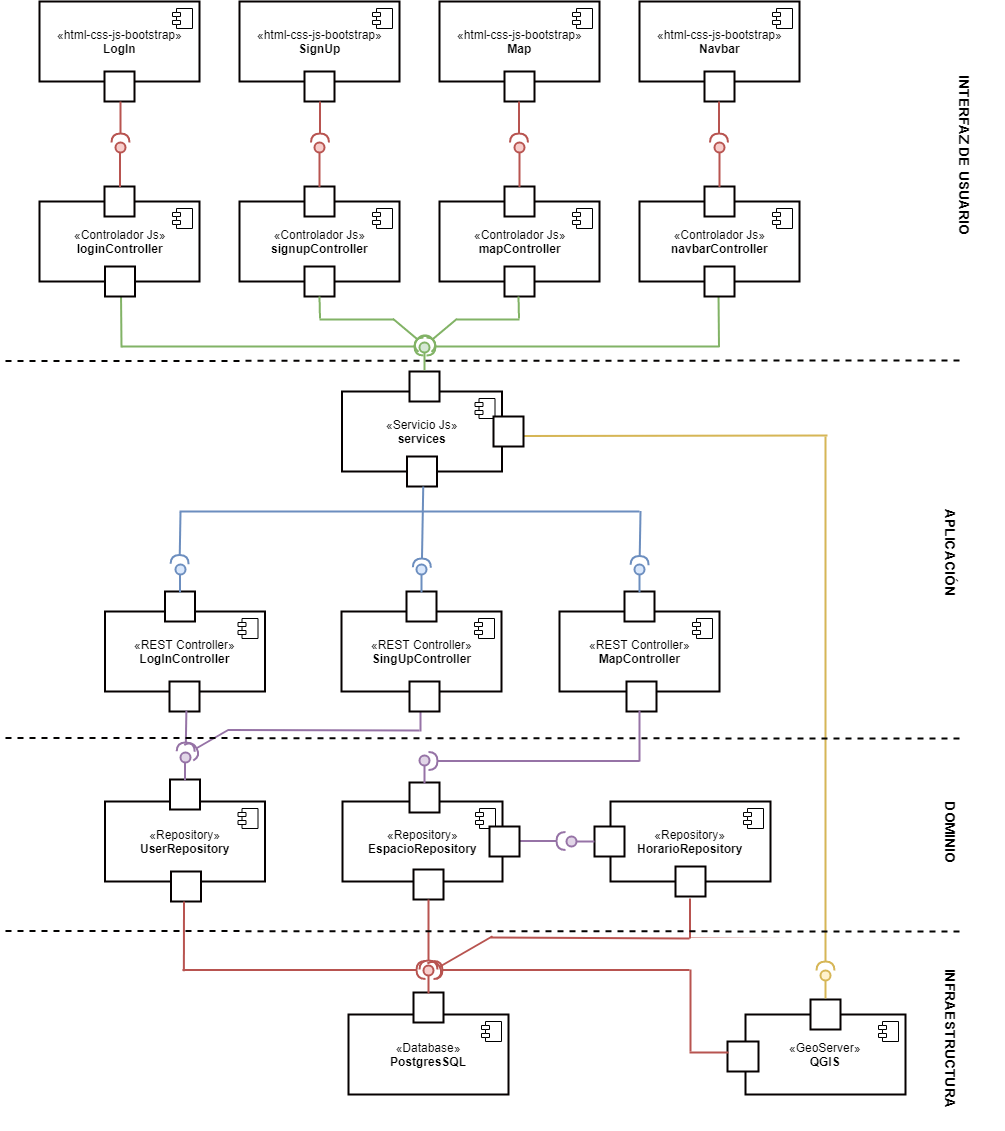 «html-css-js-bootstrap»
LogIn
«html-css-js-bootstrap»
SignUp
«html-css-js-bootstrap»
Map
«html-css-js-bootstrap»
Navbar
INTERFAZ DE USUARIO
«Controlador Js»
loginController
«Controlador Js»
signupController
«Controlador Js»
mapController
«Controlador Js»
navbarController
«Servicio Js»
services
APLICACIÓN
«REST Controller»
LogInController
«REST Controller»
SingUpController
«REST Controller»
MapController
DOMINIO
«Repository»
UserRepository
«Repository»
EspacioRepository
«Repository»
HorarioRepository
INFRAESTRUCTURA
«Database»
PostgresSQL
«GeoServer»
QGIS